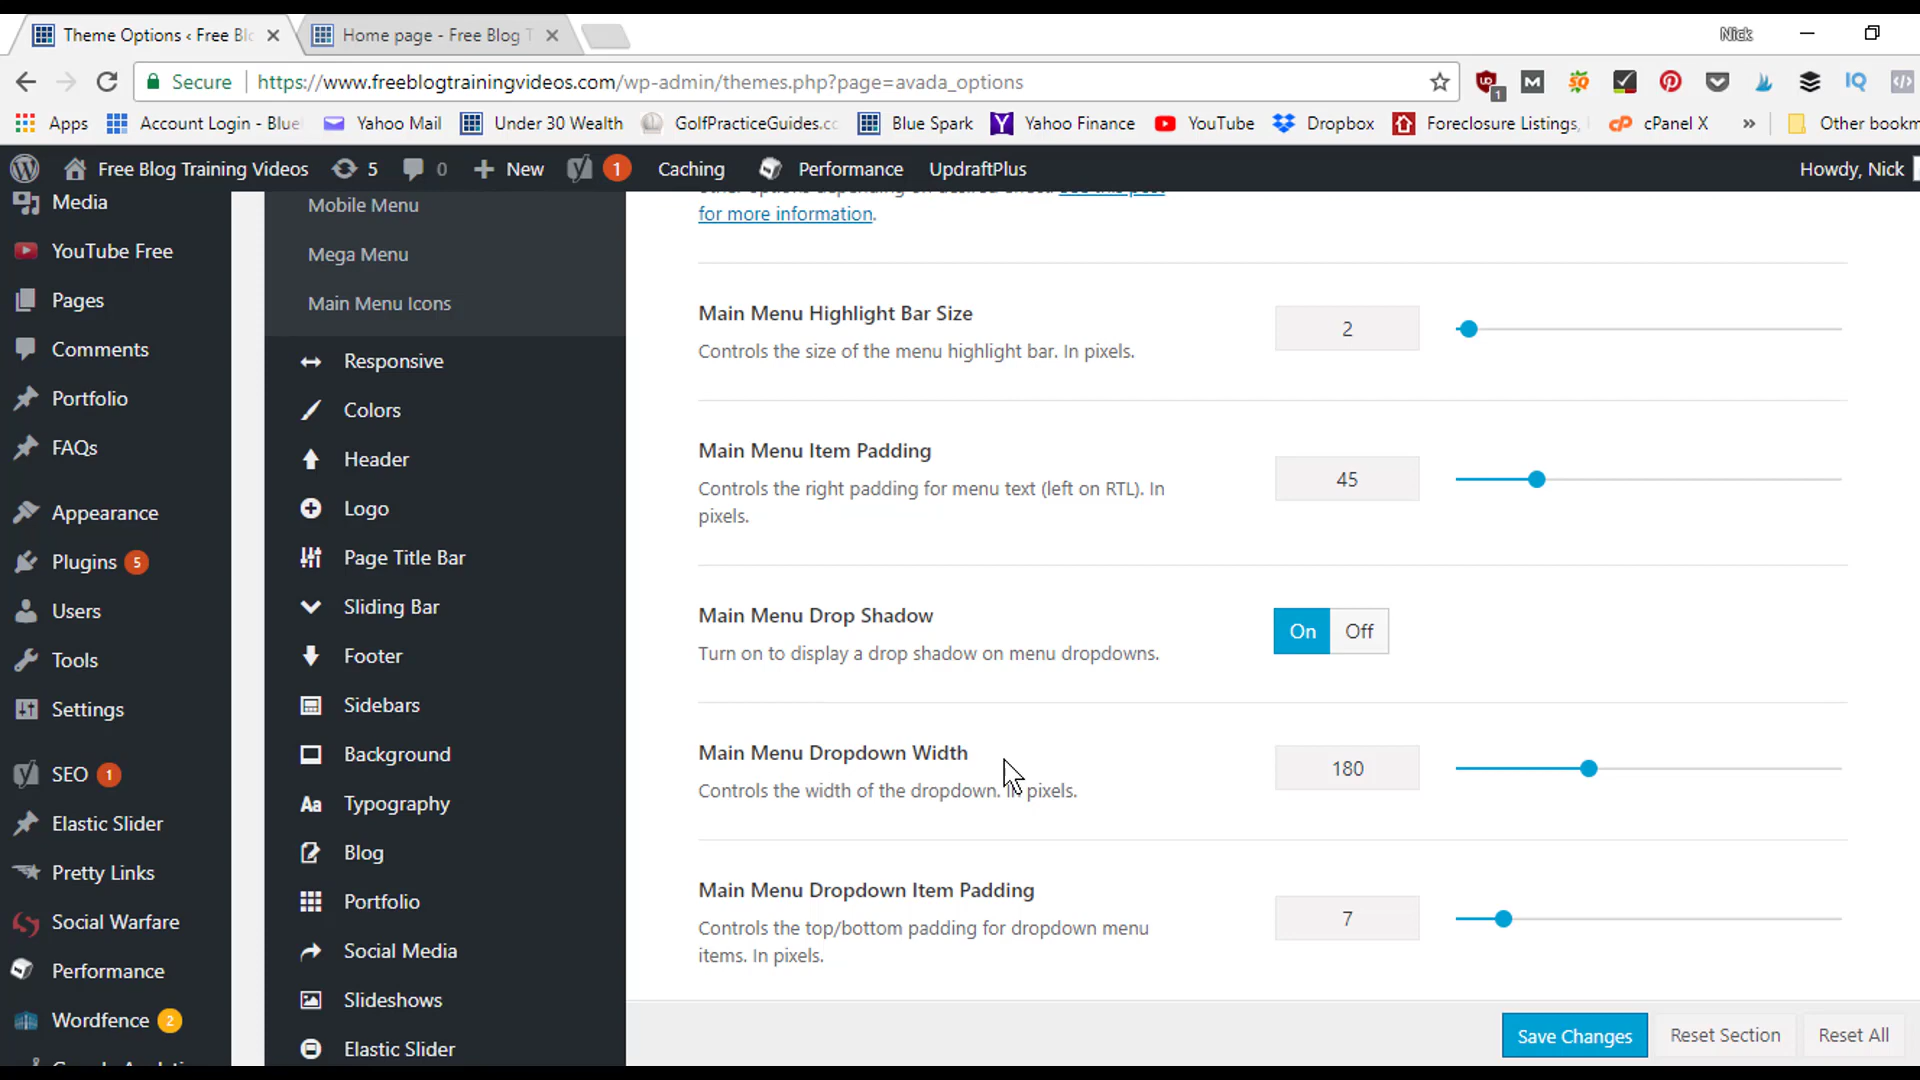 Theme Options ‹ Free Blo
Home page - Free Blog T
Nick
Secure
https://www.freeblogtrainingvideos.com/wp-admin/themes.php?page=avada_options
Apps
Account Login - Blue
Yahoo Mail
Under 30 Wealth
GolfPracticeGuides.co
Blue Spark
Yahoo Finance
YouTube
Dropbox
Foreclosure Listings,
cPanel X
»
Other bookm
Free Blog Training Videos
5
0
New
1
Caching
Performance
UpdraftPlus
Howdy, Nick
Media
YouTube Free
Pages
Comments
Portfolio
FAQs
Appearance
Plugins 5
Users
Tools
Settings
SEO 1
Elastic Slider
Pretty Links
Social Warfare
Performance
Wordfence 2
Mobile Menu
Mega Menu
Main Menu Icons
Responsive
Colors
Header
Logo
Page Title Bar
Sliding Bar
Footer
Sidebars
Background
Typography
Blog
Portfolio
Social Media
Slideshows
Elastic Slider
for more information.
Main Menu Highlight Bar Size
Controls the size of the menu highlight bar. In pixels.
2
Main Menu Item Padding
Controls the right padding for menu text (left on RTL). In
pixels.
45
Main Menu Drop Shadow
Turn on to display a drop shadow on menu dropdowns.
On Off
Main Menu Dropdown Width
Controls the width of the dropdown. In pixels.
180
Main Menu Dropdown Item Padding
Controls the top/bottom padding for dropdown menu
items. In pixels.
7
Save Changes
Reset Section
Reset All